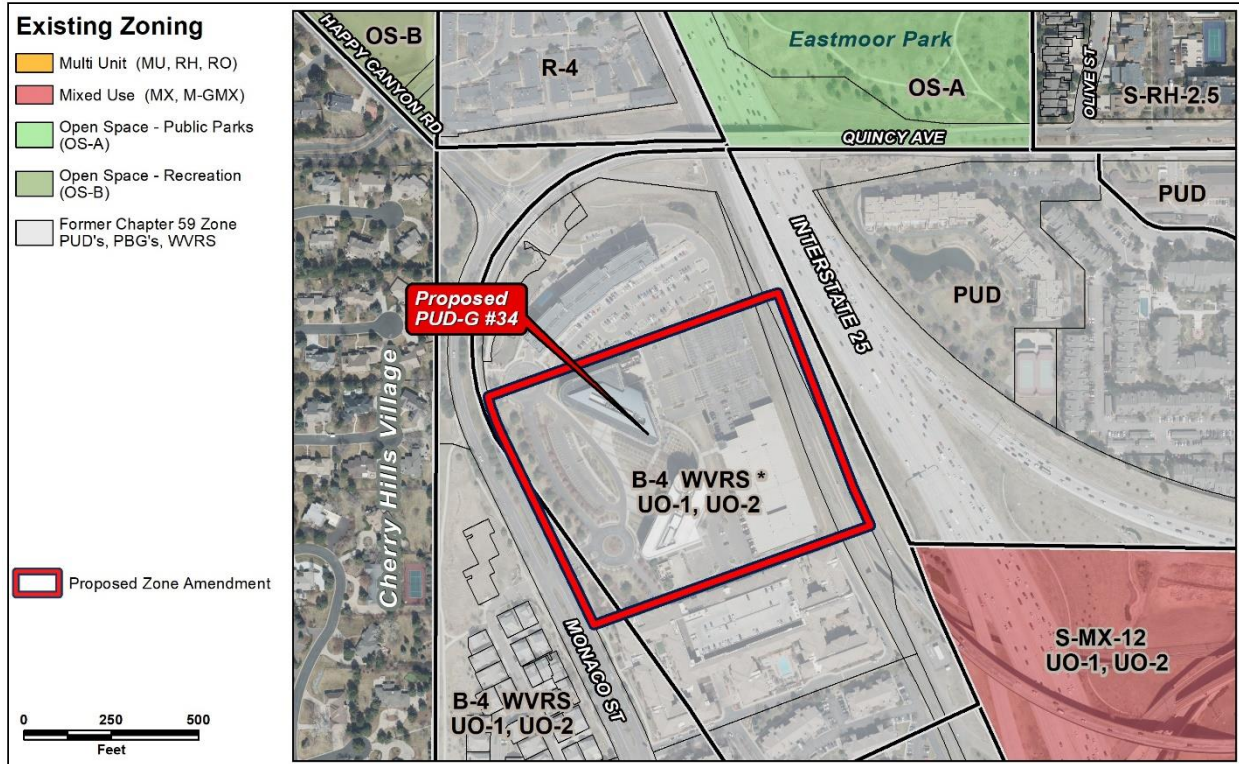 Existing Zoning
Multi Unit (MU, RH, RO)
Mixed Use (MX, M-GMX)
Open Space - Public Parks
(OS-A)
Open Space - Recreation
(OS-B)
Former Chapter 59 Zone
PUD's, PBG's, WVRS
Proposed Zone Amendment
0 250 500
Feet
HAPPY CANYON RD
OS-B
R-4
Eastmoor Park
OS-A
QUINCY AVE
OLIVE ST
S-RH-2.5
PUD
PUD
INTERSTATE 25
Proposed
PUD-G #34
Cherry Hills Village
B-4 WVRS *
UO-1, UO-2
MONACO ST
B-4 WVRS
UO-1, UO-2
S-MX-12
UO-1, UO-2